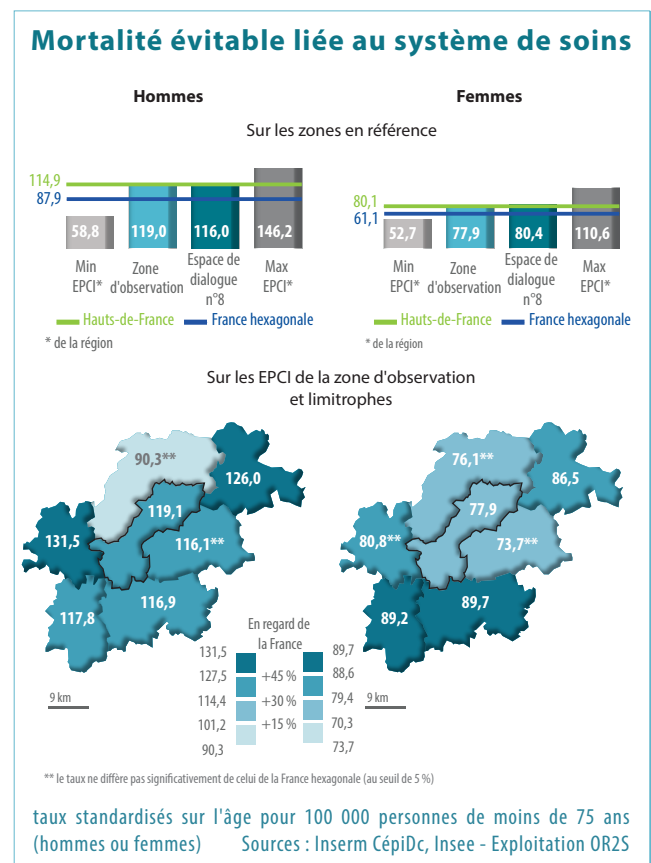 Mortalité évitable liée au système de soins
Hommes
Femmes
Sur les zones en référence
114,9
87,9
58,8
119,0
116,0
146,2
Min EPCI*
Zone d'observation
Espace de dialogue n°8
Max EPCI*
Hauts-de-France
France hexagonale
* de la région
80,1
61,1
52,7
77,9
80,4
110,6
Min EPCI*
Zone d'observation
Espace de dialogue n°8
Max EPCI*
Hauts-de-France
France hexagonale
* de la région
Sur les EPCI de la zone d'observation
et limitrophes
90,3**
126,0
119,1
131,5
116,1**
116,9
117,8
9 km
76,1**
86,5
77,9
80,8**
73,7**
89,7
89,2
9 km
En regard de
la France
131,5
89,7
127,5
+45 %
88,6
114,4
+30 %
79,4
101,2
+15 %
70,3
90,3
73,7
** le taux ne diffère pas significativement de celui de la France hexagonale (au seuil de 5 %)
taux standardisés sur l'âge pour 100 000 personnes de moins de 75 ans
(hommes ou femmes) Sources : Inserm CépiDc, Insee - Exploitation OR2S